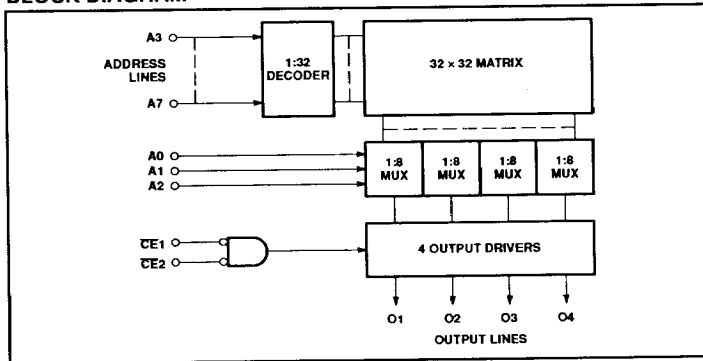 BLOCK DIAGRAM
A3
ADDRESS
LINES
A7
1:32
DECODER
32 × 32 MATRIX
A0
A1
A2
1:8
MUX
1:8
MUX
1:8
MUX
1:8
MUX
CE1
CE2
4 OUTPUT DRIVERS
O1 O2 O3 O4
OUTPUT LINES